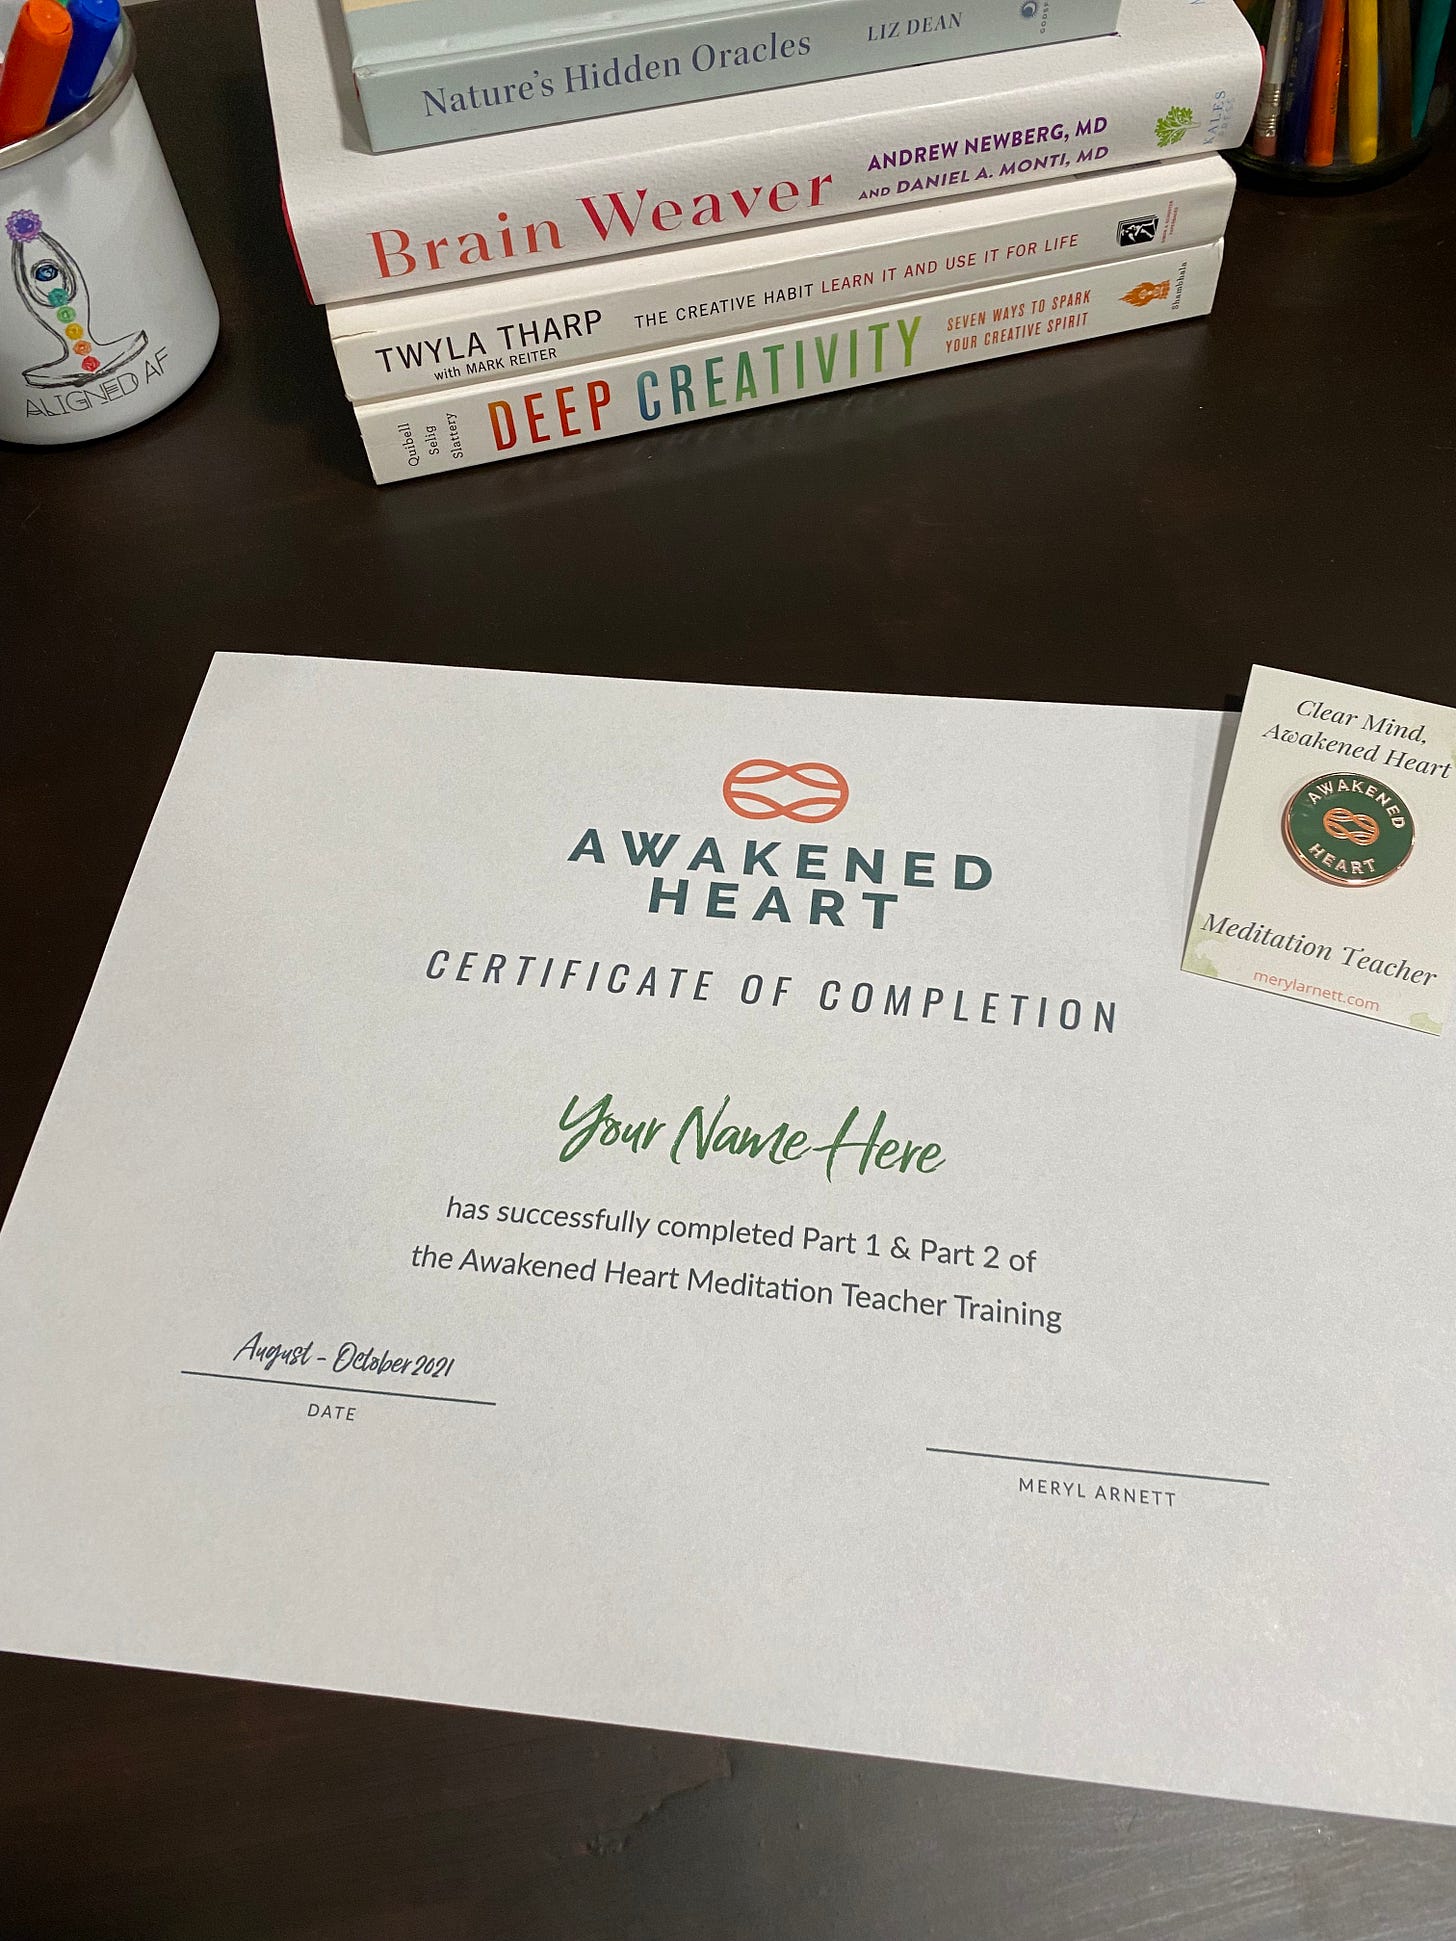 Nature's Hidden Oracles LIZ DEAN
Brain Weaver ANDREW NEWBERG, MD
AND DANIEL A. MONTI, MD
KALES
PRESS
TWYLA THARP
with MARK REITER
THE CREATIVE HABIT LEARN IT AND USE IT FOR LIFE
Quibell
Selig
Slattery
DEEP CREATIVITY
SEVEN WAYS TO SPARK
YOUR CREATIVE SPIRIT
Shambhala
ALIGNED AF
Clear Mind,
Awakened Heart
AWAKENED
HEART
Meditation Teacher
merylarnett.com
AWAKENED
HEART
CERTIFICATE OF COMPLETION
Your Name Here
has successfully completed Part 1 & Part 2 of
the Awakened Heart Meditation Teacher Training
August - October 2021
DATE
MERYL ARNETT